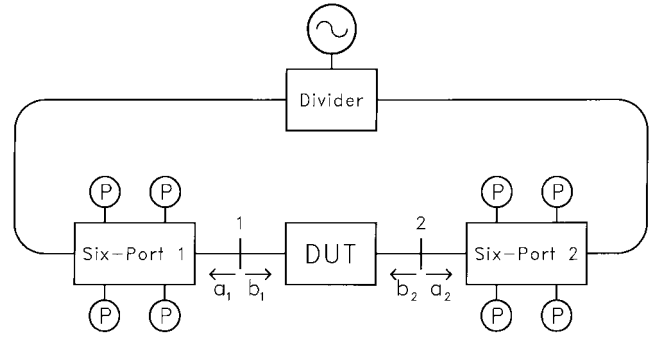 Divider
P P P P
1 2
Six-Port 1 DUT Six-Port 2
a₁ b₁ b₂ a₂
P P P P